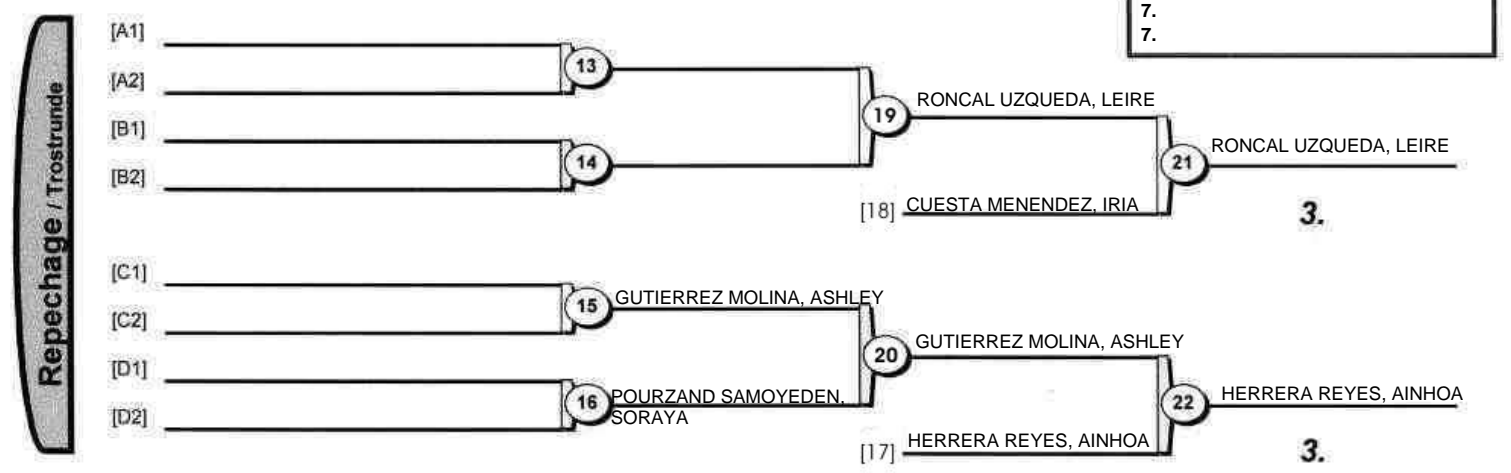 7.
7.
Repechage / Trostrunde
[A1]
[A2]
13
[B1]
[B2]
14
19
RONCAL UZQUEDA, LEIRE
[18] CUESTA MENENDEZ, IRIA
21
RONCAL UZQUEDA, LEIRE
3.
[C1]
[C2]
15
GUTIERREZ MOLINA, ASHLEY
[D1]
[D2]
16
POURZAND SAMOYEDEN,
SORAYA
20
GUTIERREZ MOLINA, ASHLEY
[17] HERRERA REYES, AINHOA
22
HERRERA REYES, AINHOA
3.